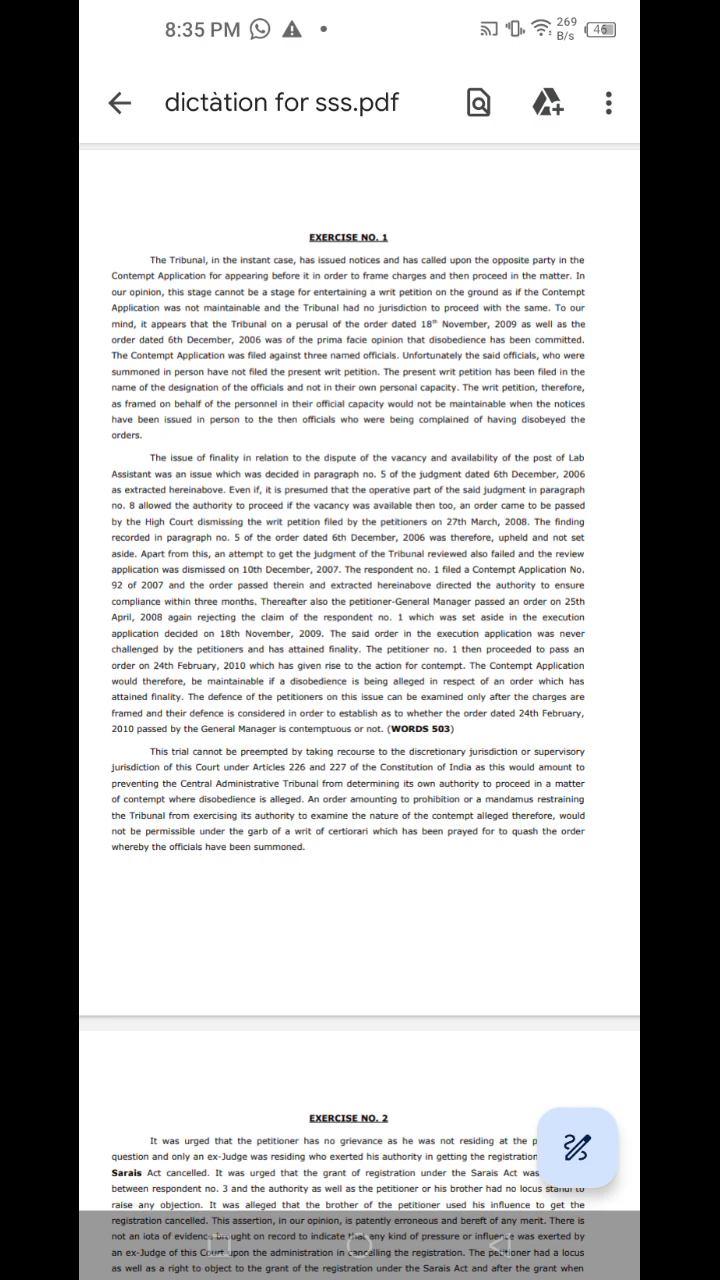 8:35 PM
269
B/s
46
dictàtion for sss.pdf
EXERCISE NO. 1
The Tribunal, in the instant case, has issued notices and has called upon the opposite party in the
Contempt Application for appearing before it in order to frame charges and then proceed in the matter. In
our opinion, this stage cannot be a stage for entertaining a writ petition on the ground as if the Contempt
Application was not maintainable and the Tribunal had no jurisdiction to proceed with the same. To our
mind, it appears that the Tribunal on a perusal of the order dated 18th November, 2009 as well as the
order dated 6th December, 2006 was of the prima facie opinion that disobedience has been committed.
The Contempt Application was filed against three named officials. Unfortunately the said officials, who were
summoned in person have not filed the present writ petition. The present writ petition has been filed in the
name of the designation of the officials and not in their own personal capacity. The writ petition, therefore,
as framed on behalf of the personnel in their official capacity would not be maintainable when the notices
have been issued in person to the then officials who were being complained of having disobeyed the
orders.
The issue of finality in relation to the dispute of the vacancy and availability of the post of Lab
Assistant was an issue which was decided in paragraph no. 5 of the judgment dated 6th December, 2006
as extracted hereinabove. Even if, it is presumed that the operative part of the said judgment in paragraph
no. 8 allowed the authority to proceed if the vacancy was available then too, an order came to be passed
by the High Court dismissing the writ petition filed by the petitioners on 27th March, 2008. The finding
recorded in paragraph no. 5 of the order dated 6th December, 2006 was therefore, upheld and not set
aside. Apart from this, an attempt to get the judgment of the Tribunal reviewed also failed and the review
application was dismissed on 10th December, 2007. The respondent no. 1 filed a Contempt Application No.
92 of 2007 and the order passed therein and extracted hereinabove directed the authority to ensure
compliance within three months. Thereafter also the petitioner-General Manager passed an order on 25th
April, 2008 again rejecting the claim of the respondent no. 1 which was set aside in the execution
application decided on 18th November, 2009. The said order in the execution application was never
challenged by the petitioners and has attained finality. The petitioner no. 1 then proceeded to pass an
order on 24th February, 2010 which has given rise to the action for contempt. The Contempt Application
would therefore, be maintainable if a disobedience is being alleged in respect of an order which has
attained finality. The defence of the petitioners on this issue can be examined only after the charges are
framed and their defence is considered in order to establish as to whether the order dated 24th February,
2010 passed by the General Manager is contemptuous or not. (WORDS 503)
This trial cannot be preempted by taking recourse to the discretionary jurisdiction or supervisory
jurisdiction of this Court under Articles 226 and 227 of the Constitution of India as this would amount to
preventing the Central Administrative Tribunal from determining its own authority to proceed in a matter
of contempt where disobedience is alleged. An order amounting to prohibition or a mandamus restraining
the Tribunal from exercising its authority to examine the nature of the contempt alleged therefore, would
not be permissible under the garb of a writ of certiorari which has been prayed for to quash the order
whereby the officials have been summoned.
EXERCISE NO. 2
It was urged that the petitioner has no grievance as he was not residing at the p
question and only an ex-Judge was residing who exerted his authority in getting the registration
Sarais Act cancelled. It was urged that the grant of registration under the Sarais Act was
between respondent no. 3 and the authority as well as the petitioner or his brother had no locus standi to
raise any objection. It was alleged that the brother of the petitioner used his influence to get the
registration cancelled. This assertion, in our opinion, is patently erroneous and bereft of any merit. There is
not an iota of evidence brought on record to indicate that any kind of pressure or influence was exerted by
an ex-Judge of this Court upon the administration in cancelling the registration. The petitioner had a locus
as well as a right to object to the grant of the registration under the Sarais Act and after the grant when